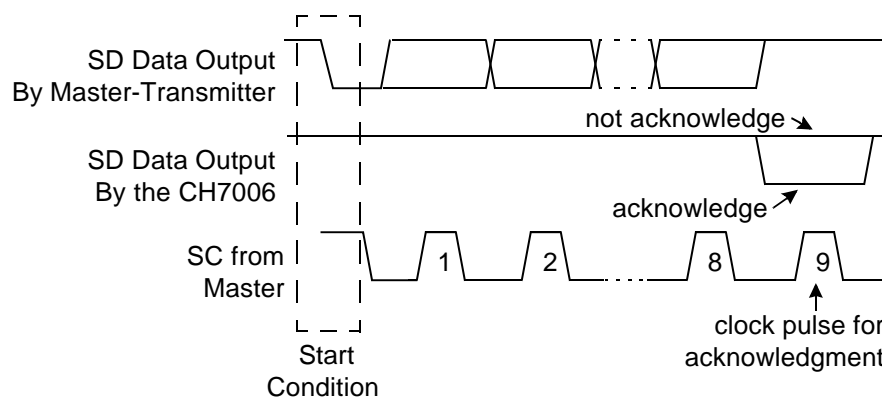 SD Data Output
By Master-Transmitter
not acknowledge
SD Data Output
By the CH7006
acknowledge
SC from
Master
1
2
8
9
clock pulse for
acknowledgment
Start
Condition